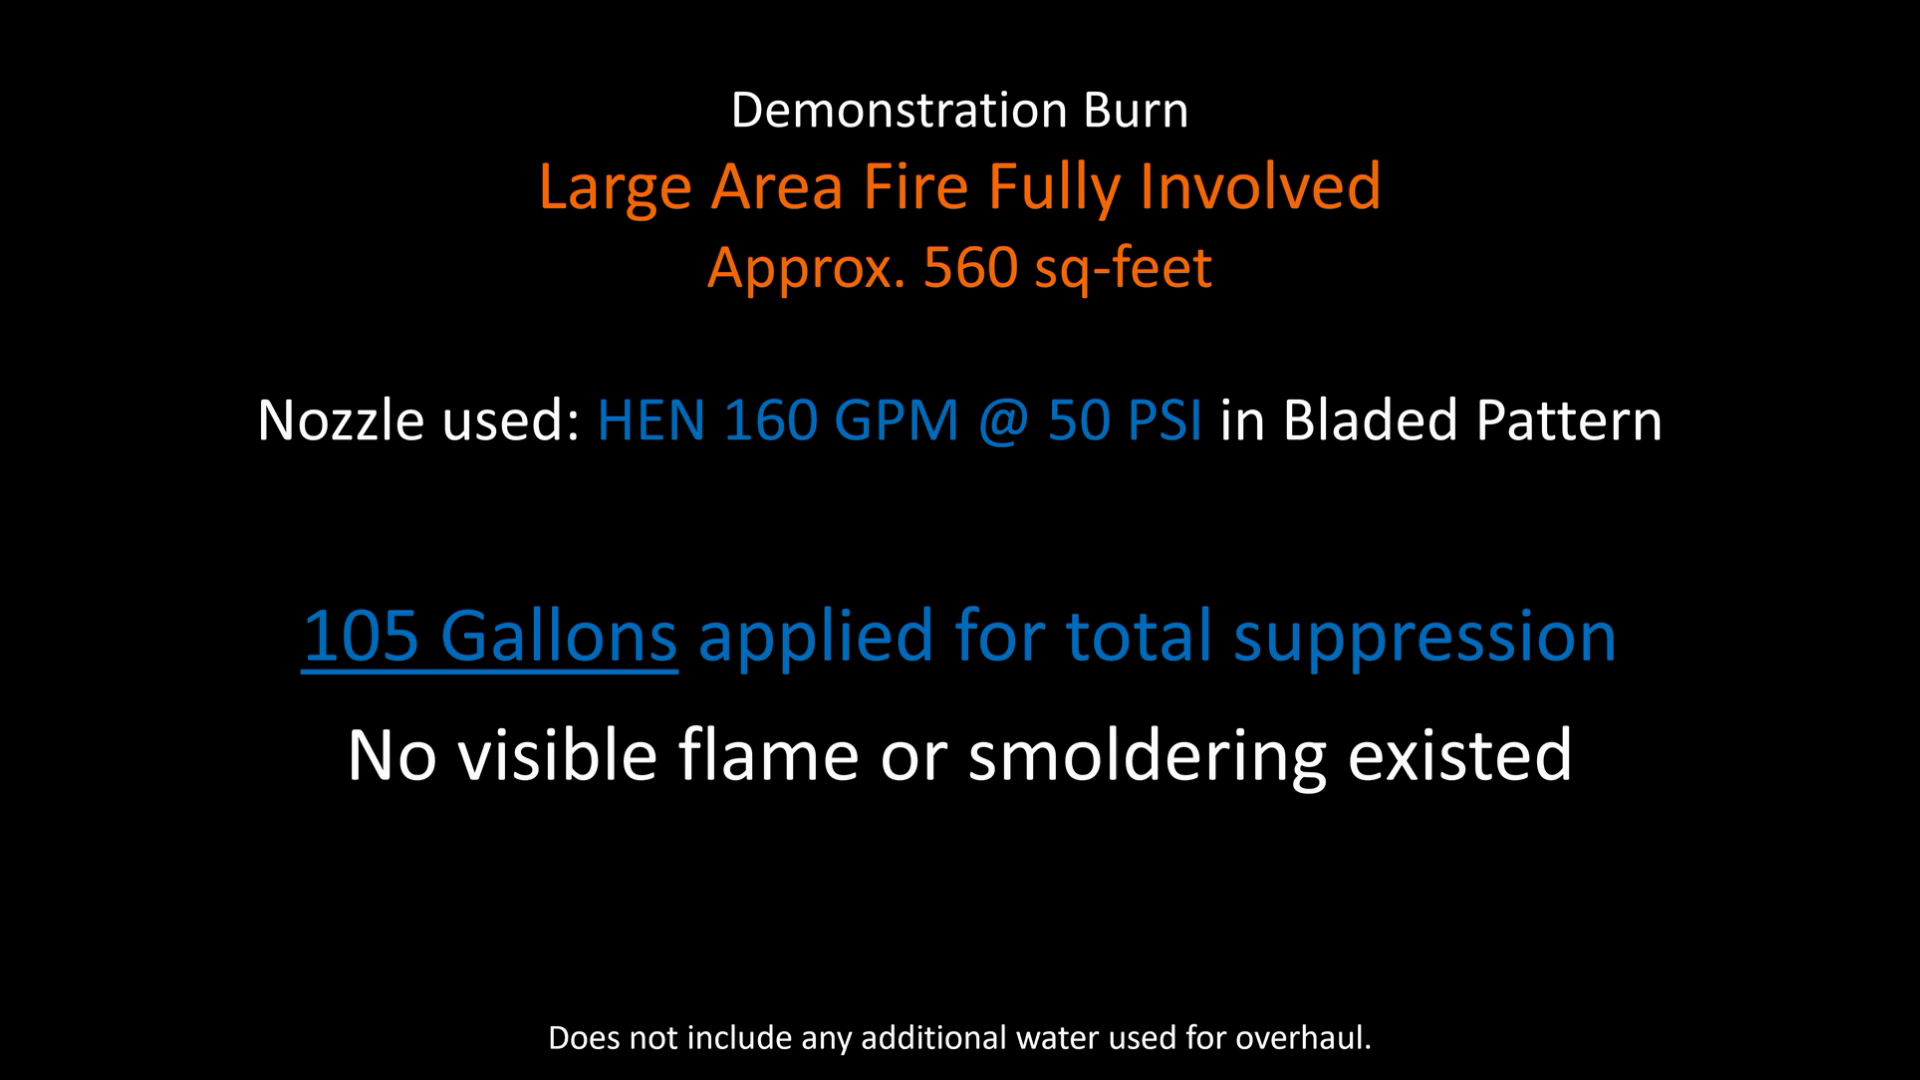 Demonstration Burn
Large Area Fire Fully Involved
Approx. 560 sq-feet
Nozzle used: HEN 160 GPM @ 50 PSI in Bladed Pattern
105 Gallons applied for total suppression
No visible flame or smoldering existed
Does not include any additional water used for overhaul.